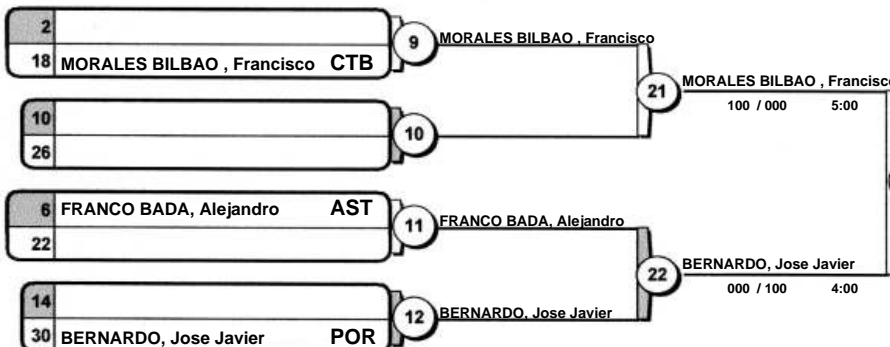 2
18 MORALES BILBAO , Francisco CTB
9 MORALES BILBAO , Francisco
21 MORALES BILBAO , Francisco
100 / 000 5:00
10
26
10
6 FRANCO BADA, Alejandro AST
22
11 FRANCO BADA, Alejandro
22 BERNARDO, Jose Javier
000 / 100 4:00
14
30 BERNARDO, Jose Javier POR
12 BERNARDO, Jose Javier